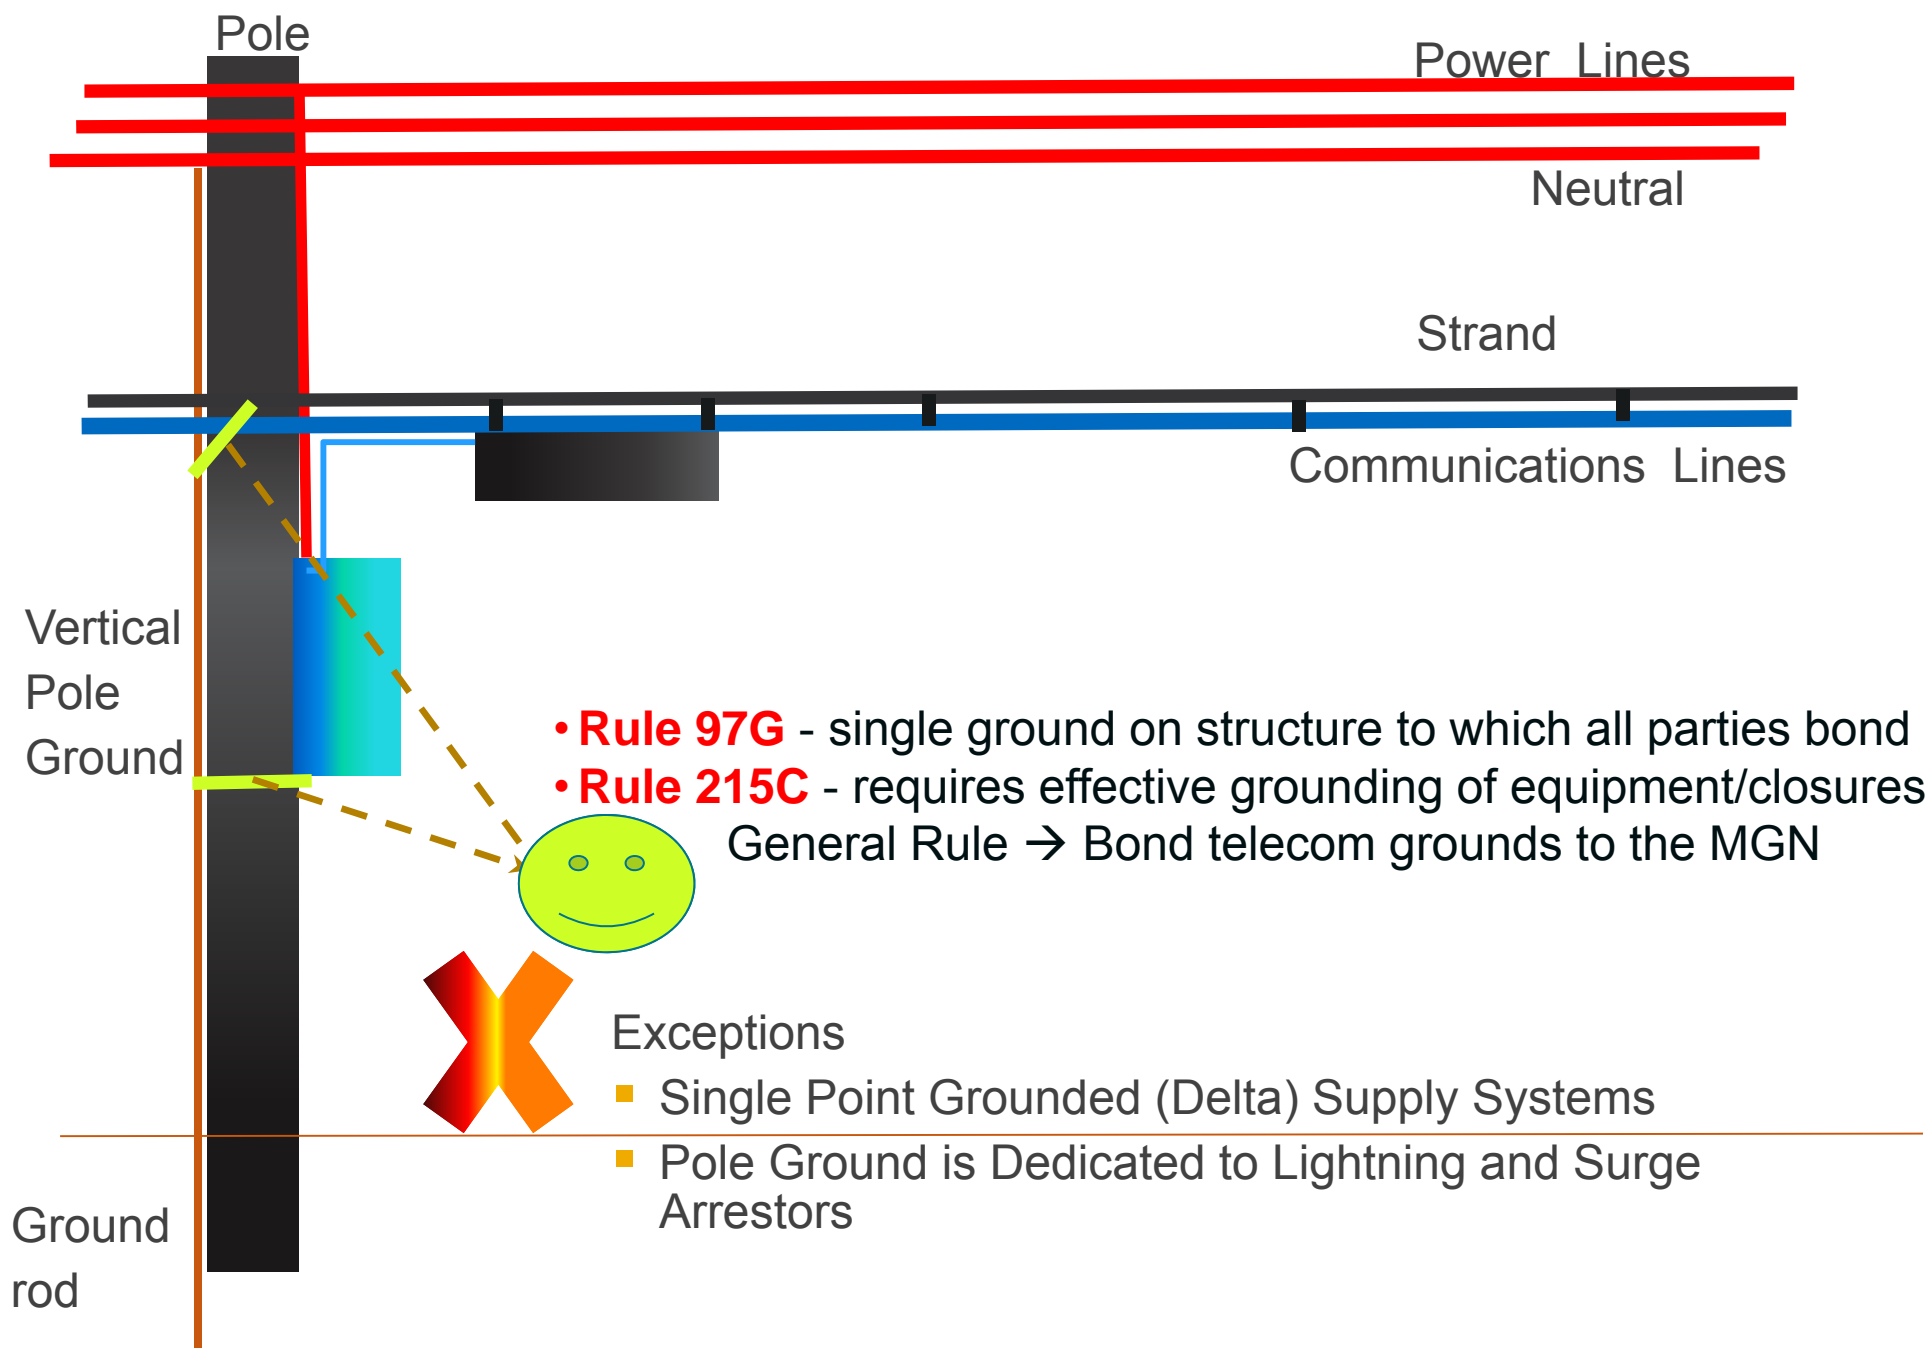 Pole
Power Lines
Neutral
Strand
Communications Lines
Vertical
Pole
Ground
• Rule 97G - single ground on structure to which all parties bond
• Rule 215C - requires effective grounding of equipment/closures
General Rule → Bond telecom grounds to the MGN
Exceptions
▪ Single Point Grounded (Delta) Supply Systems
▪ Pole Ground is Dedicated to Lightning and Surge
Arrestors
Ground
rod